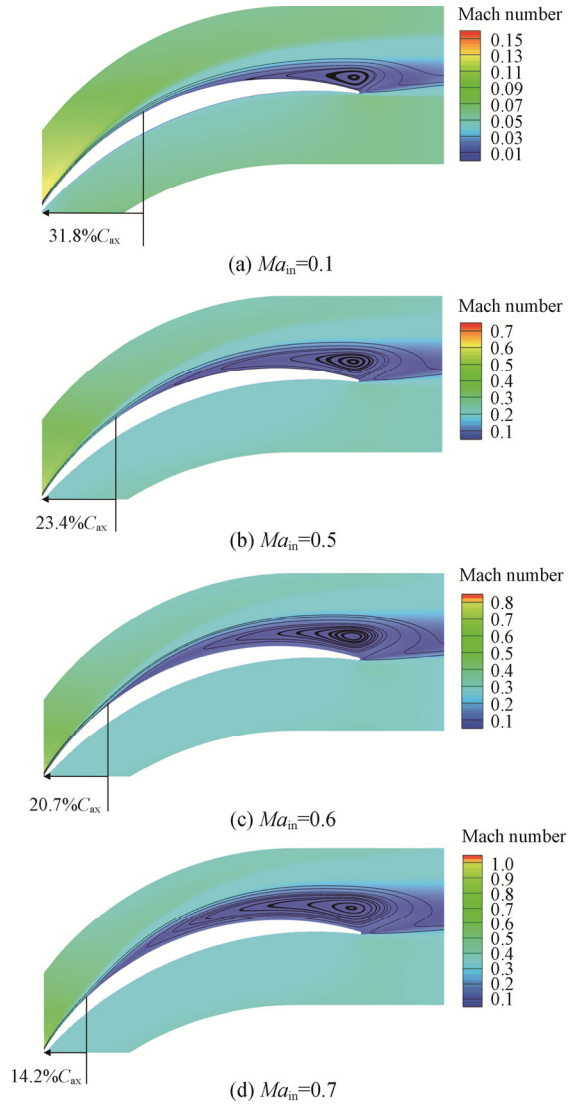 Mach number
0.15
0.13
0.11
0.09
0.07
0.05
0.03
0.01
31.8%Cax
(a) Main=0.1
Mach number
0.7
0.6
0.5
0.4
0.3
0.2
0.1
23.4%Cax
(b) Main=0.5
Mach number
0.8
0.7
0.6
0.5
0.4
0.3
0.2
0.1
20.7%Cax
(c) Main=0.6
Mach number
1.0
0.9
0.8
0.7
0.6
0.5
0.4
0.3
0.2
0.1
14.2%Cax
(d) Main=0.7